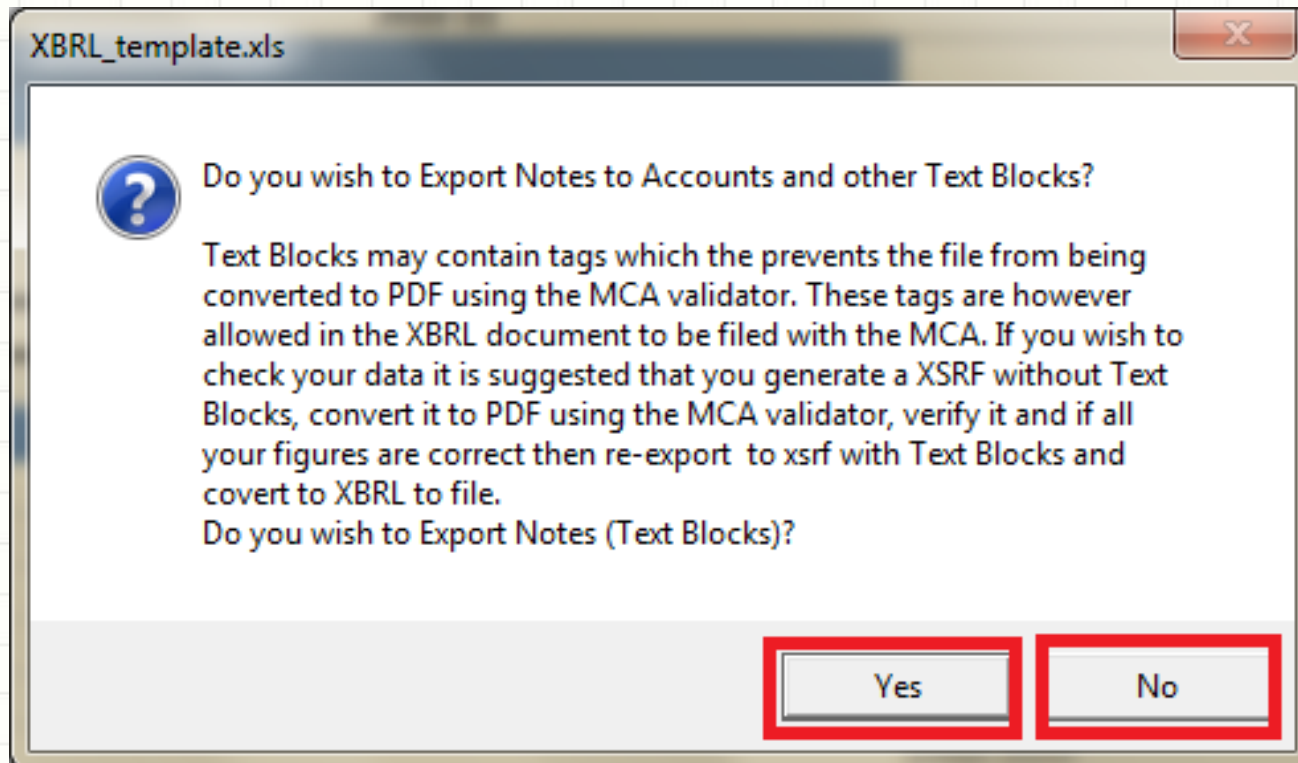 XBRL_template.xls
Do you wish to Export Notes to Accounts and other Text Blocks?
Text Blocks may contain tags which the prevents the file from being
converted to PDF using the MCA validator. These tags are however
allowed in the XBRL document to be filed with the MCA. If you wish to
check your data it is suggested that you generate a XSRF without Text
Blocks, convert it to PDF using the MCA validator, verify it and if all
your figures are correct then re-export  to xsrf with Text Blocks and
covert to XBRL to file.
Do you wish to Export Notes (Text Blocks)?
Yes
No